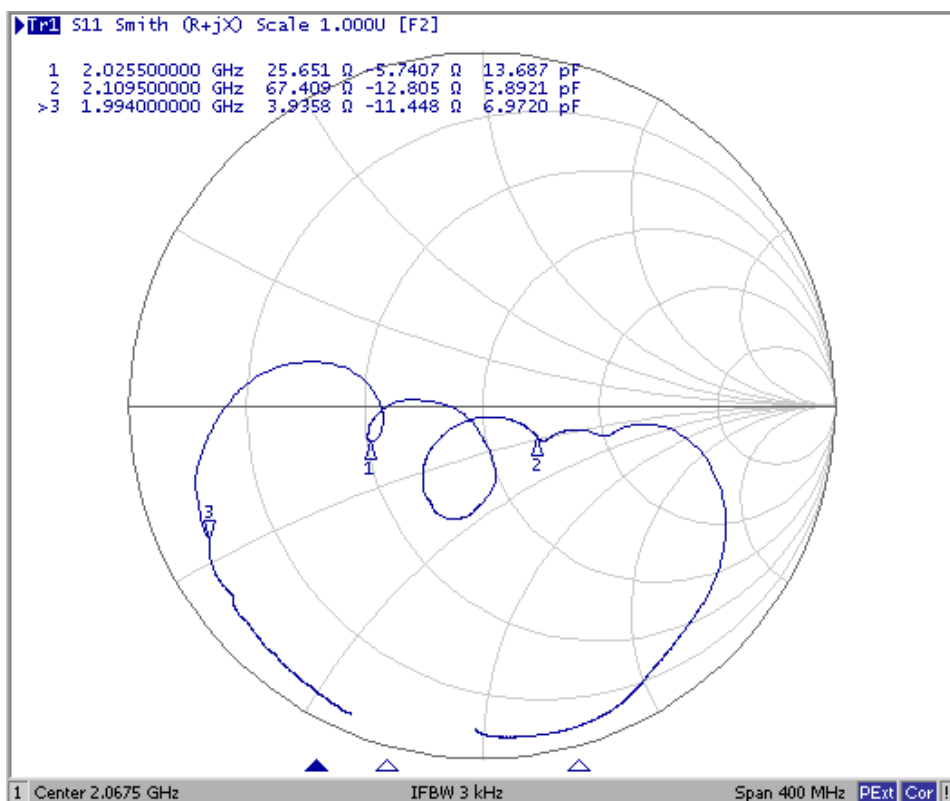 Tr1 S11 Smith (R+jX) Scale 1.000U [F2]
1 2.025500000 GHz 25.651 Ω -5.7407 Ω 13.687 pF
2 2.109500000 GHz 67.409 Ω -12.805 Ω 5.8921 pF
>3 1.994000000 GHz 3.9358 Ω -11.448 Ω 6.9720 pF
3
1
2
1 Center 2.0675 GHz IFBW 3 kHz Span 400 MHz PExt Cor !